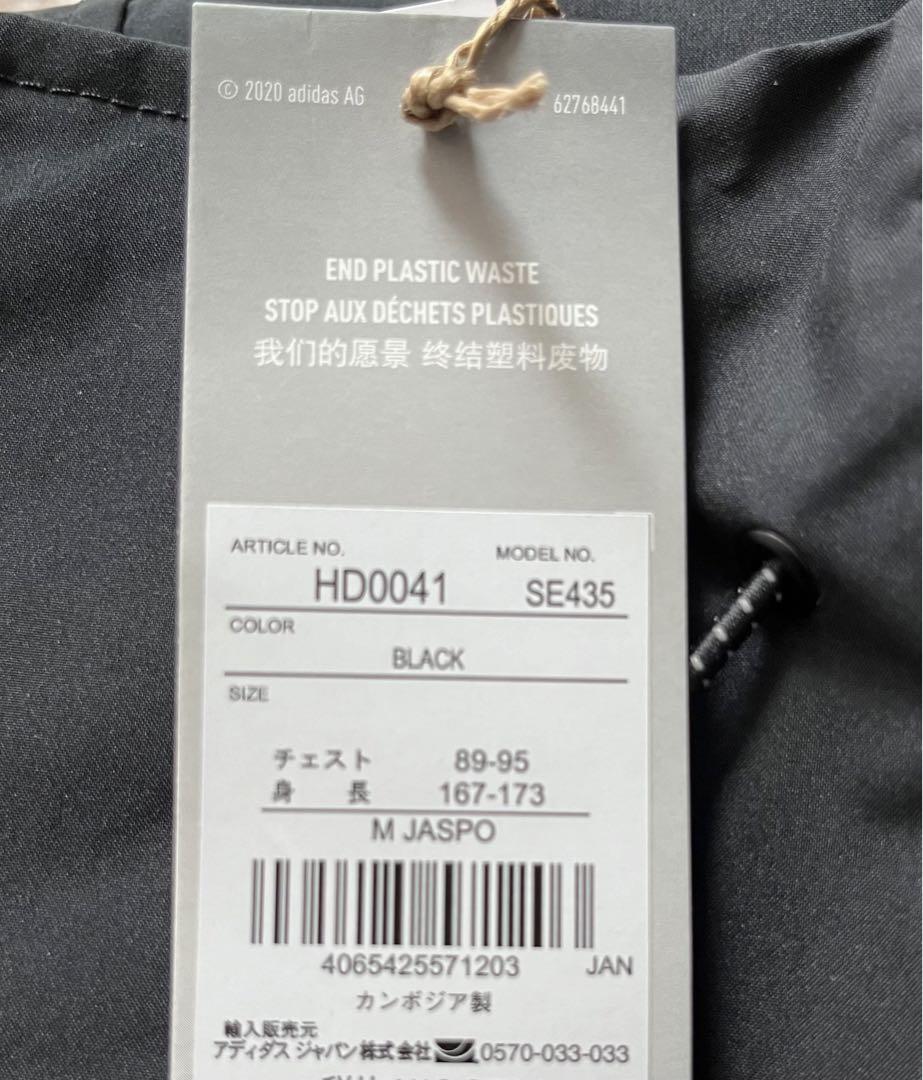 © 2020 adidas AG 62768441
END PLASTIC WASTE
STOP AUX DÉCHETS PLASTIQUES
我们的愿景 终结塑料废物
ARTICLE NO. MODEL NO.
HD0041 SE435
COLOR
BLACK
SIZE
チェスト 89-95
身 長 167-173
M JASPO
4065425571203 JAN
カンボジア製
輸入販売元
アディダス ジャパン株式会社 0570-033-033